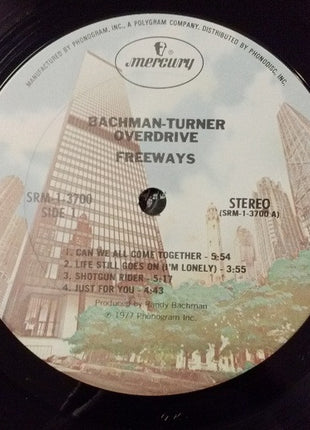 MANUFACTURED BY PHONOGRAM, INC., A POLYGRAM COMPANY, DISTRIBUTED BY PHONODISC, INC.
mercury
BACHMAN-TURNER
OVERDRIVE
FREEWAYS
SRM-1-3700
SIDE 1
STEREO
(SRM-1-3700 A)
1. CAN WE ALL COME TOGETHER - 5:54
2. LIFE STILL GOES ON (I'M LONELY) - 3:55
3. SHOTGUN RIDER - 5:17
4. JUST FOR YOU - 4:43
Produced by Randy Bachman
℗ 1977 Phonogram Inc.